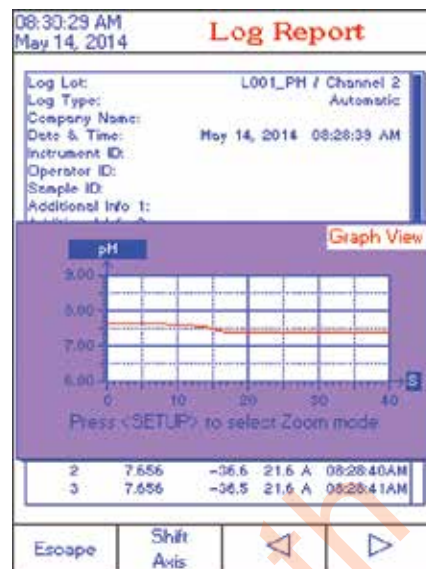 08:30:29 AM
May 14, 2014
Log Report
Log Lot: L001_PH / Channel 2
Log Type: Automatic
Company Name:
Date & Time: May 14, 2014 08:28:39 AM
Instrument ID:
Operator ID:
Sample ID:
Additional Info 1:
Graph View
pH
9.00
8.00
7.00
6.00
0 10 20 30 40 S
Press <SETUP> to select Zoom mode
2 7.656 -36.6 21.6 A 08:28:40AM
3 7.656 -36.5 21.6 A 08:28:41AM
Escape
Shift
Axis